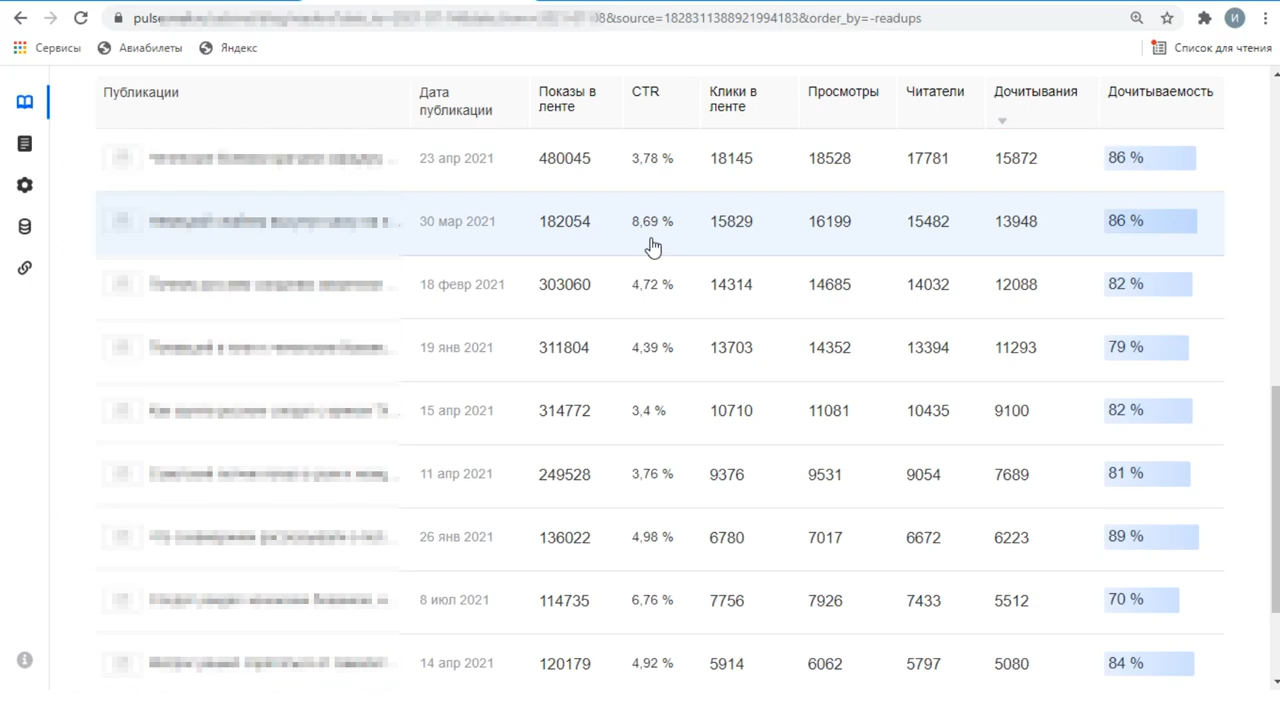 pulse
08&source=1828311388921994183&order_by=-readups
И
Сервисы Авиабилеты Яндекс Список для чтения
Публикации Дата публикации Показы в ленте CTR Клики в ленте Просмотры Читатели Дочитывания Дочитываемость
23 апр 2021 480045 3,78 % 18145 18528 17781 15872 86 %
30 мар 2021 182054 8,69 % 15829 16199 15482 13948 86 %
18 февр 2021 303060 4,72 % 14314 14685 14032 12088 82 %
19 янв 2021 311804 4,39 % 13703 14352 13394 11293 79 %
15 апр 2021 314772 3,4 % 10710 11081 10435 9100 82 %
11 апр 2021 249528 3,76 % 9376 9531 9054 7689 81 %
26 янв 2021 136022 4,98 % 6780 7017 6672 6223 89 %
8 июл 2021 114735 6,76 % 7756 7926 7433 5512 70 %
14 апр 2021 120179 4,92 % 5914 6062 5797 5080 84 %